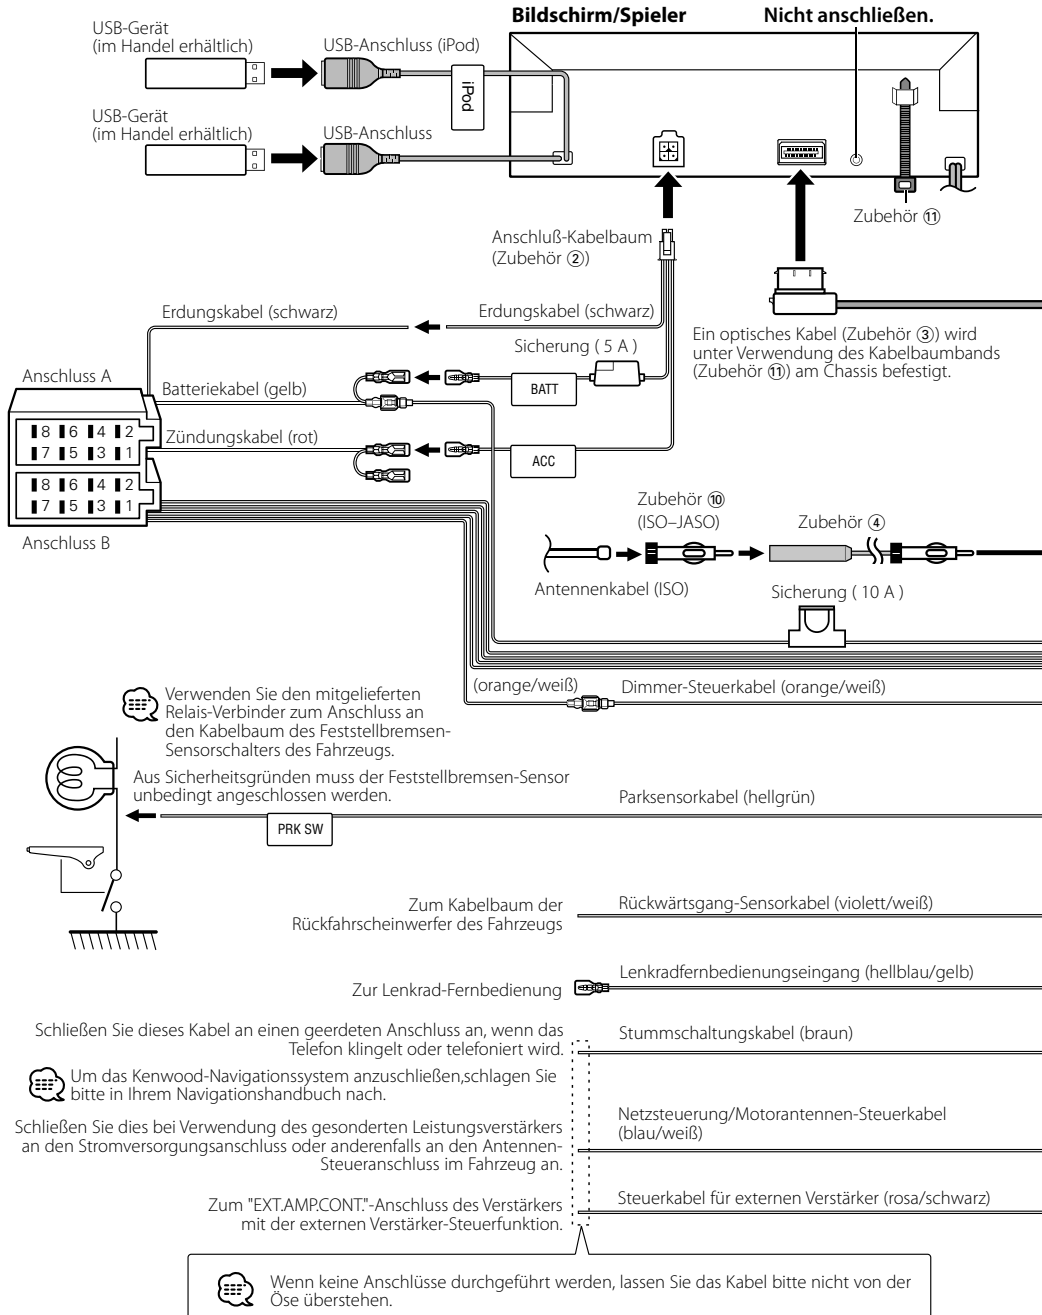 Bildschirm/Spieler
Nicht anschließen.
USB-Gerät
(im Handel erhältlich)
USB-Anschluss (iPod)
iPod
USB-Gerät
(im Handel erhältlich)
USB-Anschluss
Zubehör ⑪
Anschluß-Kabelbaum
(Zubehör ②)
Erdungskabel (schwarz)
Erdungskabel (schwarz)
Sicherung ( 5 A )
Ein optisches Kabel (Zubehör ③) wird
unter Verwendung des Kabelbaumbands
(Zubehör ⑪) am Chassis befestigt.
Anschluss A
Batteriekabel (gelb)
BATT
8 6 4 2
7 5 3 1
Zündungskabel (rot)
ACC
8 6 4 2
7 5 3 1
Anschluss B
Zubehör ⑩
(ISO–JASO)
Zubehör ④
Antennenkabel (ISO)
Sicherung ( 10 A )
(orange/weiß)
Dimmer-Steuerkabel (orange/weiß)
Verwenden Sie den mitgelieferten
Relais-Verbinder zum Anschluss an
den Kabelbaum des Feststellbremsen-
Sensorschalters des Fahrzeugs.
Aus Sicherheitsgründen muss der Feststellbremsen-Sensor
unbedingt angeschlossen werden.
Parksensorkabel (hellgrün)
PRK SW
Zum Kabelbaum der
Rückfahrscheinwerfer des Fahrzeugs
Rückwärtsgang-Sensorkabel (violett/weiß)
Zur Lenkrad-Fernbedienung
Lenkradfernbedienungseingang (hellblau/gelb)
Schließen Sie dieses Kabel an einen geerdeten Anschluss an, wenn das
Telefon klingelt oder telefoniert wird.
Stummschaltungskabel (braun)
Um das Kenwood-Navigationssystem anzuschließen,schlagen Sie
bitte in Ihrem Navigationshandbuch nach.
Schließen Sie dies bei Verwendung des gesonderten Leistungsverstärkers
an den Stromversorgungsanschluss oder anderenfalls an den Antennen-
Steueranschluss im Fahrzeug an.
Netzsteuerung/Motorantennen-Steuerkabel
(blau/weiß)
Zum "EXT.AMP.CONT."-Anschluss des Verstärkers
mit der externen Verstärker-Steuerfunktion.
Steuerkabel für externen Verstärker (rosa/schwarz)
Wenn keine Anschlüsse durchgeführt werden, lassen Sie das Kabel bitte nicht von der
Öse überstehen.